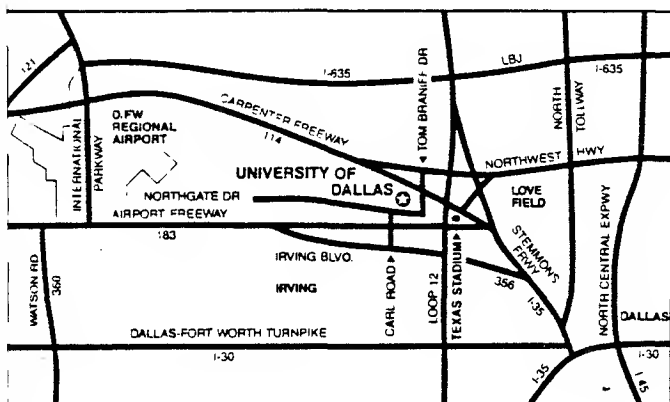 121
I-635
LBJ
I-635
TOM BRANIFF DR
NORTH
TOLLWAY
CARPENTER FREEWAY
114
D.FW
REGIONAL
AIRPORT
INTERNATIONAL
PARKWAY
NORTHWEST HWY
UNIVERSITY OF
DALLAS
LOVE
FIELD
NORTHGATE DR
AIRPORT FREEWAY
183
STEMMONS
FRWY
I-35
NORTH CENTRAL EXPWY
WATSON RD
360
IRVING BLVD.
IRVING
CARL ROAD
LOOP 12
TEXAS STADIUM
356
DALLAS
DALLAS-FORT WORTH TURNPIKE
I-30
I-30
I-35
I-45